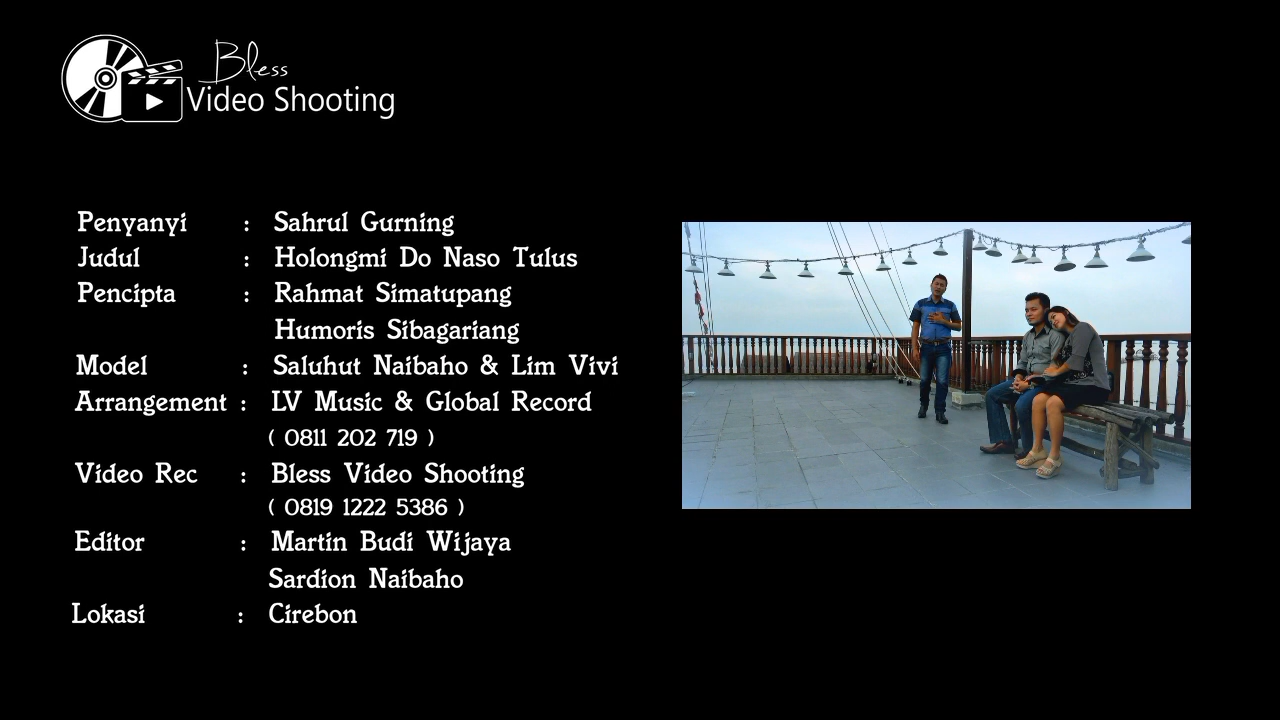 Bless
Video Shooting
Penyanyi : Sahrul Gurning
Judul : Holongmi Do Naso Tulus
Pencipta : Rahmat Simatupang
Humoris Sibagariang
Model : Saluhut Naibaho & Lim Vivi
Arrangement : LV Music & Global Record
( 0811 202 719 )
Video Rec : Bless Video Shooting
( 0819 1222 5386 )
Editor : Martin Budi Wijaya
Sardion Naibaho
Lokasi : Cirebon